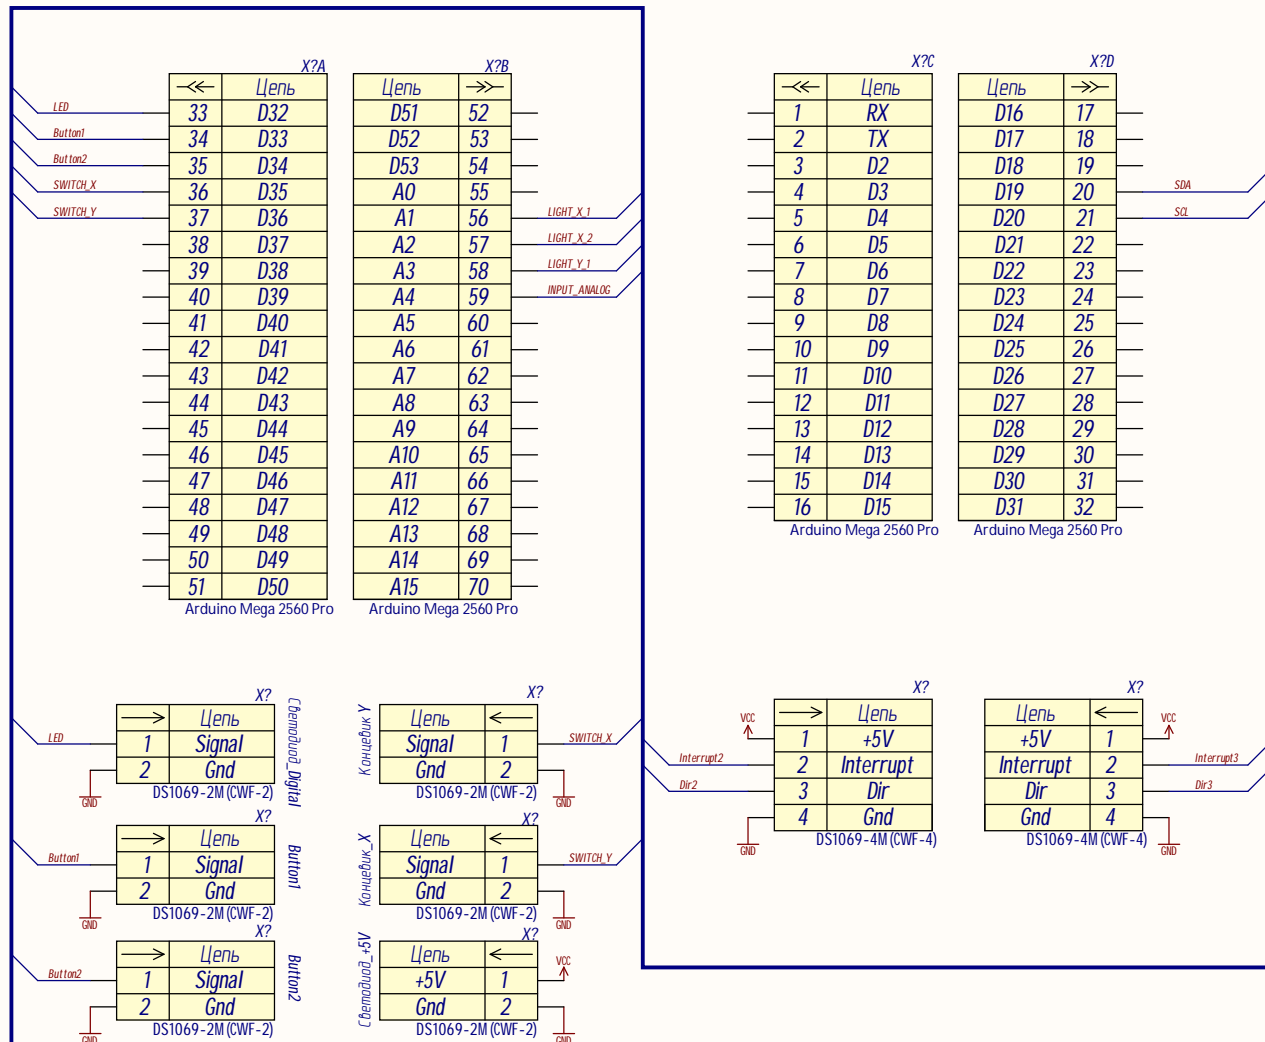 X?A
Цепь
33 D32
34 D33
35 D34
36 D35
37 D36
38 D37
39 D38
40 D39
41 D40
42 D41
43 D42
44 D43
45 D44
46 D45
47 D46
48 D47
49 D48
50 D49
51 D50
Arduino Mega 2560 Pro
LED
Button1
Button2
SWITCH_X
SWITCH_Y
X?B
Цепь
D51 52
D52 53
D53 54
A0 55
A1 56
A2 57
A3 58
A4 59
A5 60
A6 61
A7 62
A8 63
A9 64
A10 65
A11 66
A12 67
A13 68
A14 69
A15 70
Arduino Mega 2560 Pro
LIGHT_X_1
LIGHT_X_2
LIGHT_Y_1
INPUT_ANALOG
X?C
Цепь
1 RX
2 TX
3 D2
4 D3
5 D4
6 D5
7 D6
8 D7
9 D8
10 D9
11 D10
12 D11
13 D12
14 D13
15 D14
16 D15
Arduino Mega 2560 Pro
X?D
Цепь
D16 17
D17 18
D18 19
D19 20
D20 21
D21 22
D22 23
D23 24
D24 25
D25 26
D26 27
D27 28
D28 29
D29 30
D30 31
D31 32
Arduino Mega 2560 Pro
SDA
SCL
X?
Цепь
LED
1 Signal
2 Gnd
GND
DS1069-2M (CWF-2)
Светодиод_Digital
X?
Концевик Y
Цепь
Signal 1
Gnd 2
SWITCH_X
GND
DS1069-2M (CWF-2)
X?
Цепь
Button1
1 Signal
2 Gnd
GND
DS1069-2M (CWF-2)
Button1
X?
Концевик_X
Цепь
Signal 1
Gnd 2
SWITCH_Y
GND
DS1069-2M (CWF-2)
X?
Цепь
Button2
1 Signal
2 Gnd
GND
DS1069-2M (CWF-2)
Button2
X?
Светодиод_+5V
Цепь
+5V 1
Gnd 2
VCC
GND
DS1069-2M (CWF-2)
X?
Цепь
VCC
1 +5V
Interrupt2
2 Interrupt
Dir2
3 Dir
4 Gnd
GND
DS1069-4M (CWF-4)
X?
Цепь
VCC
+5V 1
Interrupt 2
Interrupt3
Dir 3
Dir3
Gnd 4
GND
DS1069-4M (CWF-4)